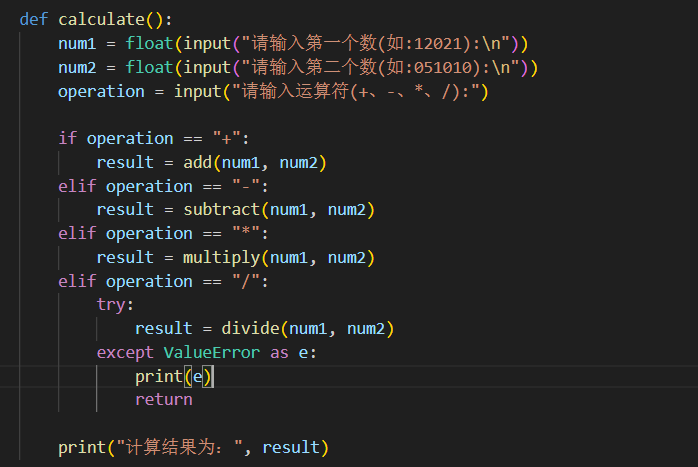 def calculate():
    num1 = float(input("请输入第一个数(如:12021):\n"))
    num2 = float(input("请输入第二个数(如:051010):\n"))
    operation = input("请输入运算符(+、-、*、/):")
    if operation == "+":
        result = add(num1, num2)
    elif operation == "-":
        result = subtract(num1, num2)
    elif operation == "*":
        result = multiply(num1, num2)
    elif operation == "/":
        try:
            result = divide(num1, num2)
        except ValueError as e:
            print(e)
            return
    print("计算结果为：", result)